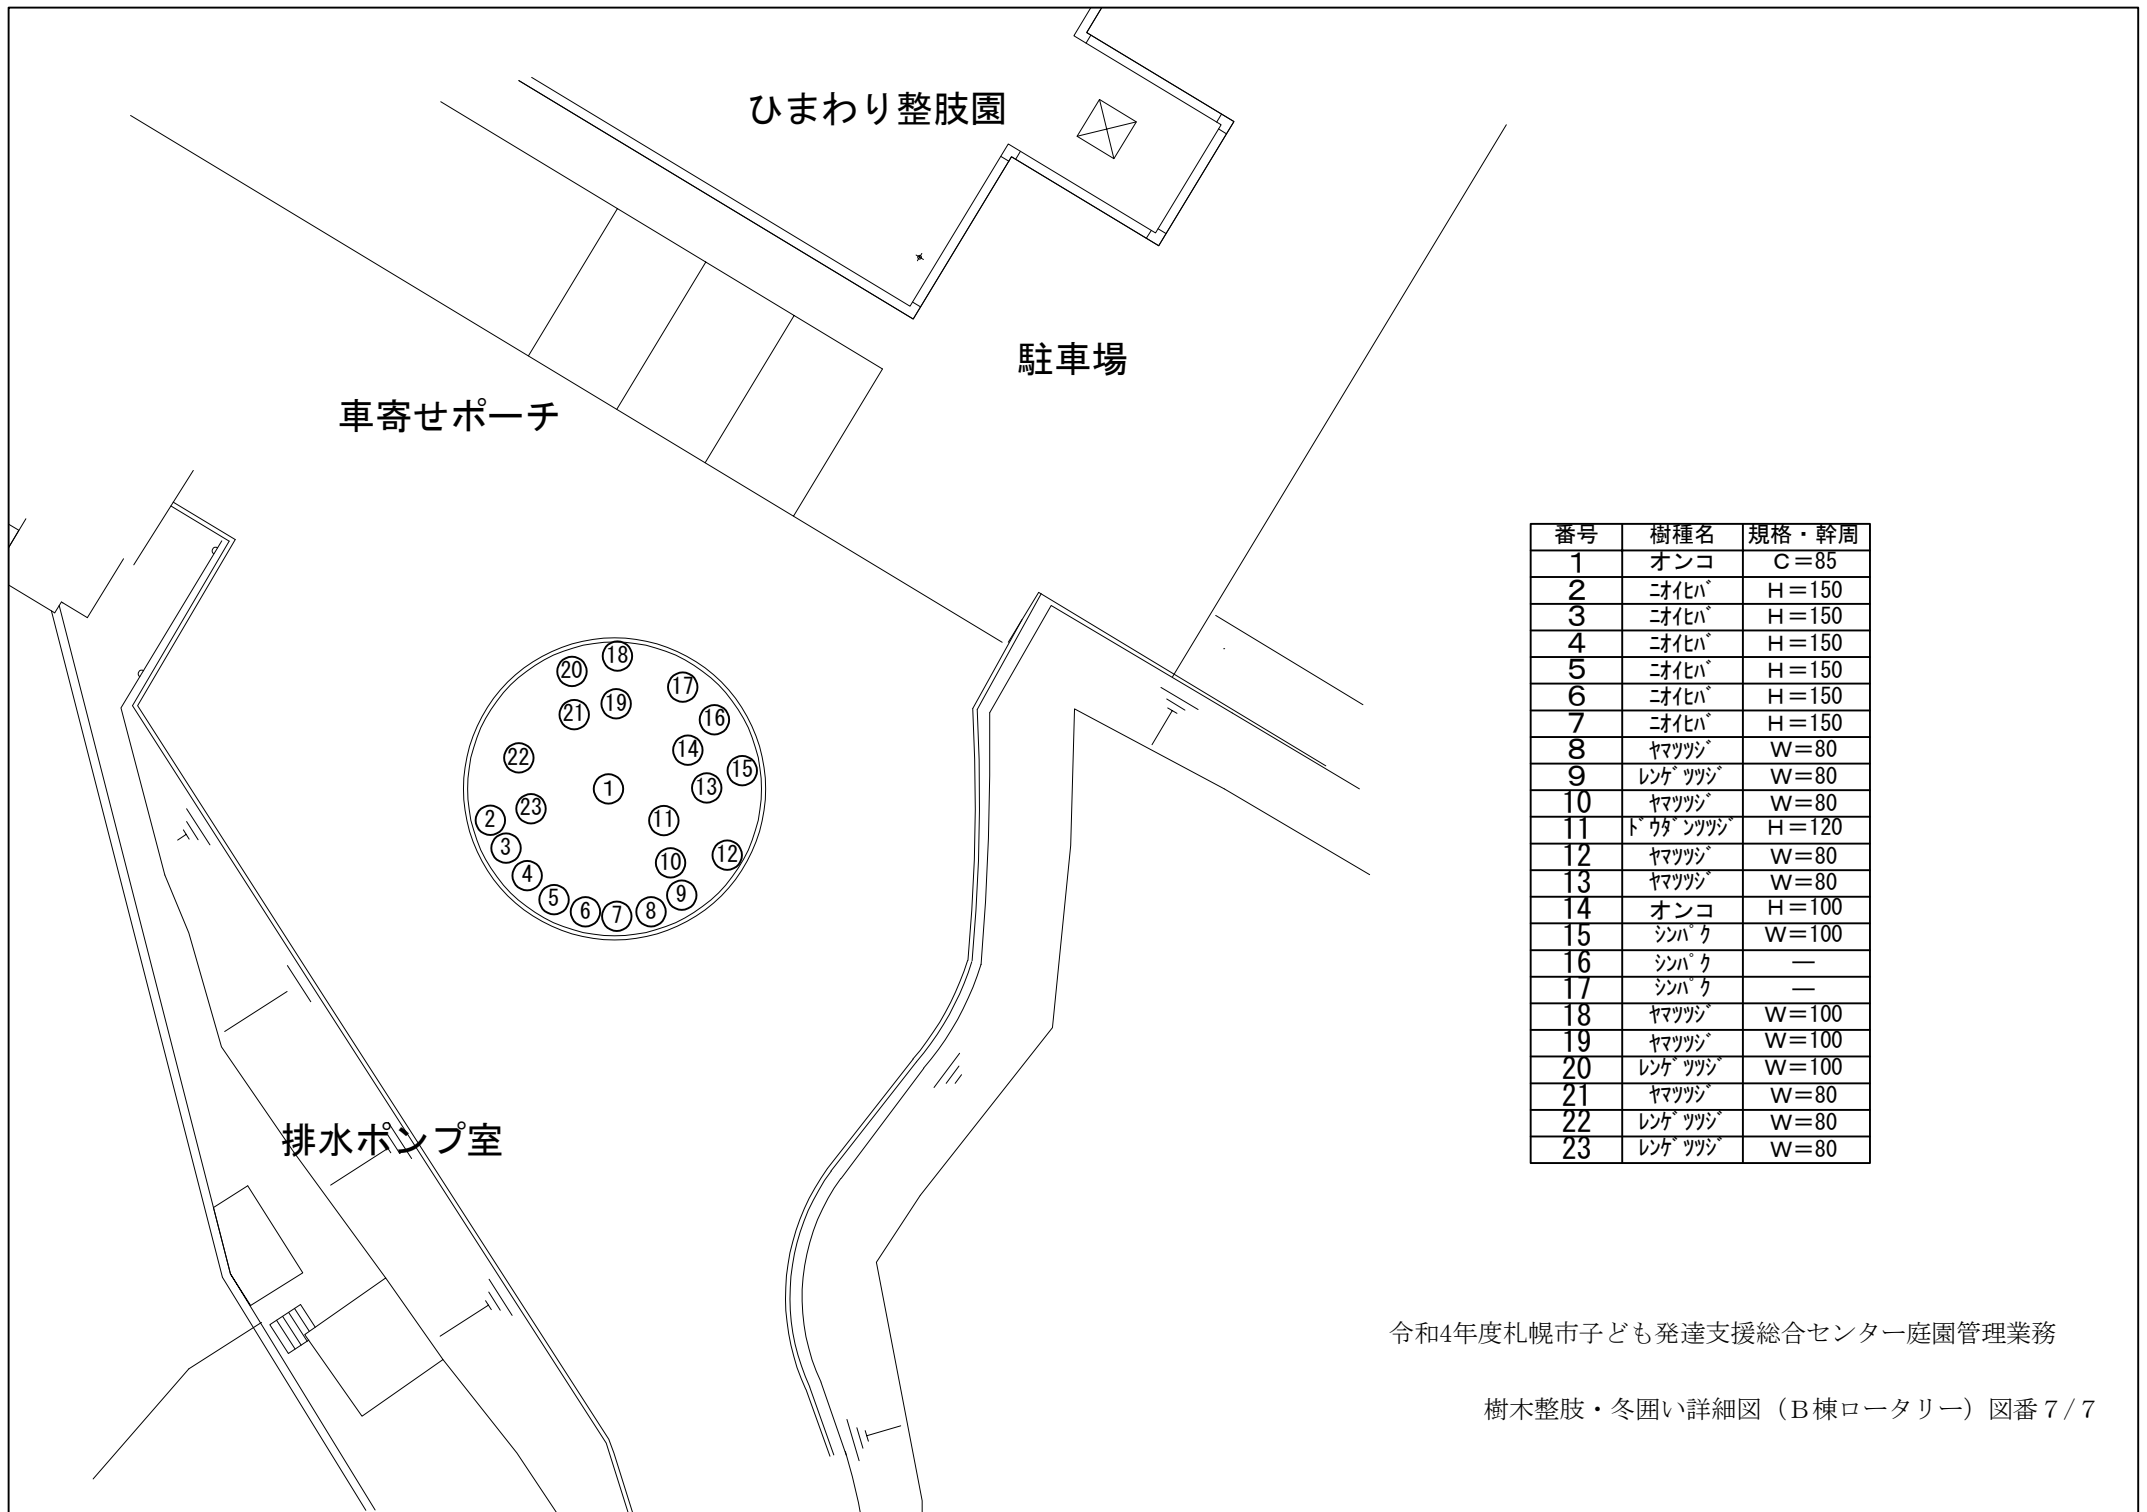 ひまわり整肢園
駐車場
車寄せポーチ
18
20
17
19
21
16
14
22
15
13
1
23
2
11
3
12
10
4
9
5
6
7
8
排水ポンプ室
番号 樹種名 規格・幹周
1 オンコ C=85
2 ニオイヒバ H=150
3 ニオイヒバ H=150
4 ニオイヒバ H=150
5 ニオイヒバ H=150
6 ニオイヒバ H=150
7 ニオイヒバ H=150
8 ヤマツツジ W=80
9 レンゲツツジ W=80
10 ヤマツツジ W=80
11 ドウダンツツジ H=120
12 ヤマツツジ W=80
13 ヤマツツジ W=80
14 オンコ H=100
15 シンパク W=100
16 シンパク ―
17 シンパク ―
18 ヤマツツジ W=100
19 ヤマツツジ W=100
20 レンゲツツジ W=100
21 ヤマツツジ W=80
22 レンゲツツジ W=80
23 レンゲツツジ W=80
令和4年度札幌市子ども発達支援総合センター庭園管理業務
樹木整肢・冬囲い詳細図（B棟ロータリー）図番7/7